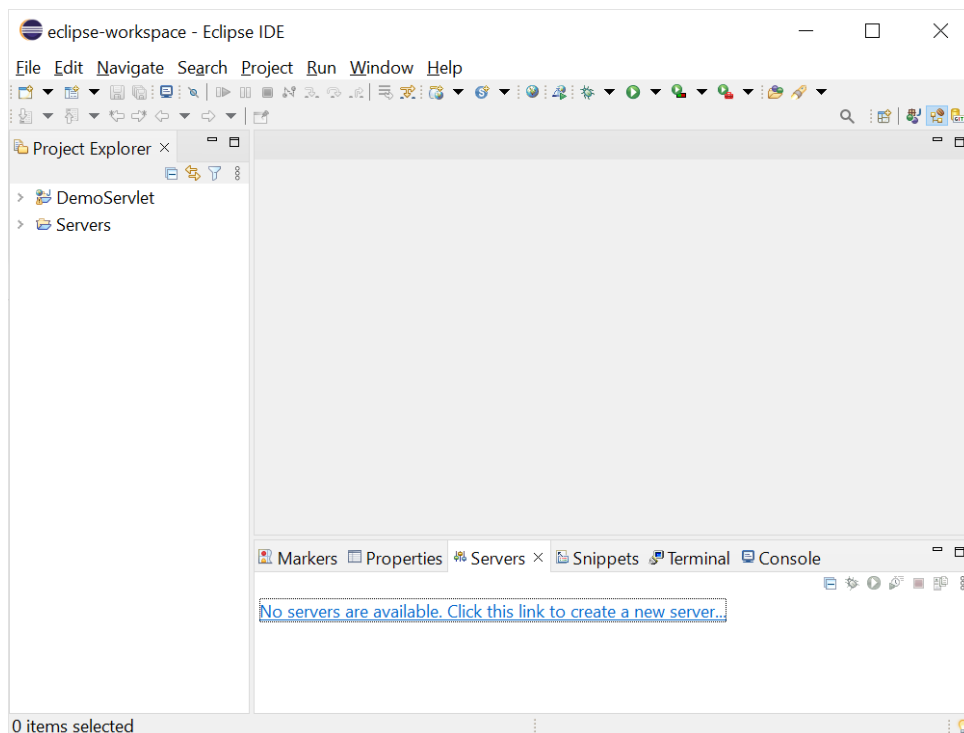 eclipse-workspace - Eclipse IDE
File Edit Navigate Search Project Run Window Help
Project Explorer
DemoServlet
Servers
Markers Properties Servers Snippets Terminal Console
No servers are available. Click this link to create a new server...
0 items selected